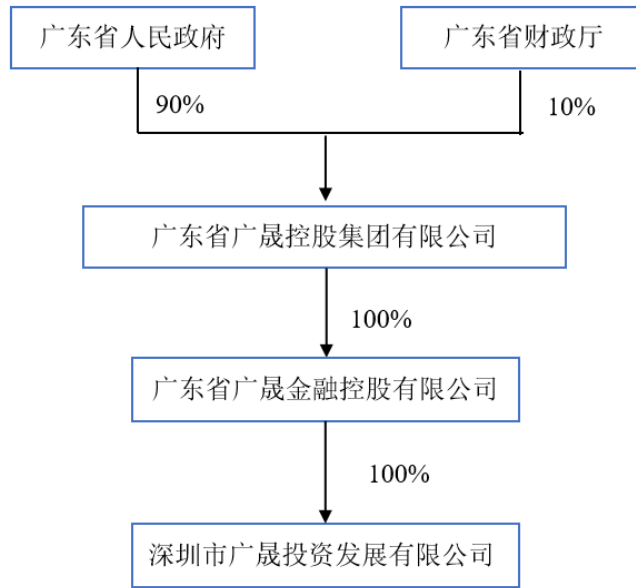 广东省人民政府
广东省财政厅
90%
10%
广东省广晟控股集团有限公司
100%
广东省广晟金融控股有限公司
100%
深圳市广晟投资发展有限公司